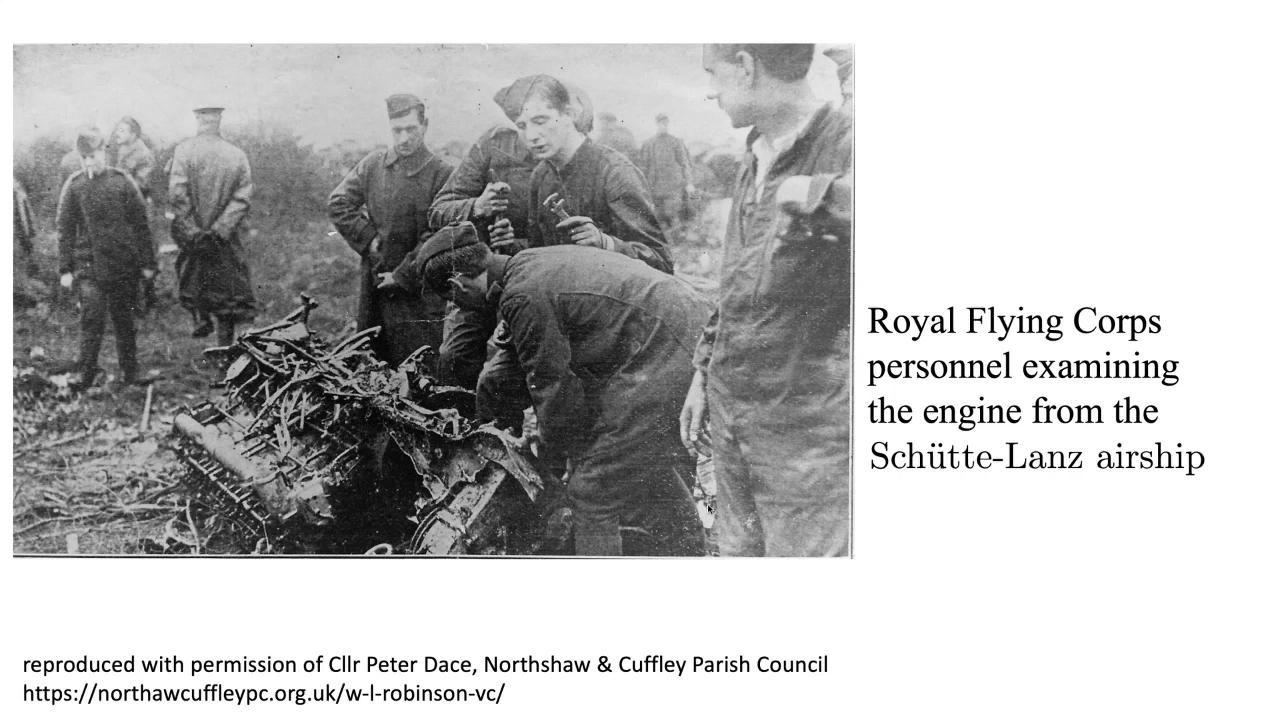 Royal Flying Corps
personnel examining
the engine from the
Schütte-Lanz airship
reproduced with permission of Cllr Peter Dace, Northshaw & Cuffley Parish Council
https://northawcuffleypc.org.uk/w-l-robinson-vc/